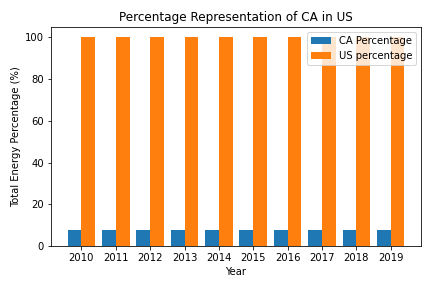 Percentage Representation of CA in US
CA Percentage
US percentage
Total Energy Percentage (%)
100
80
60
40
20
0
2010 2011 2012 2013 2014 2015 2016 2017 2018 2019
Year